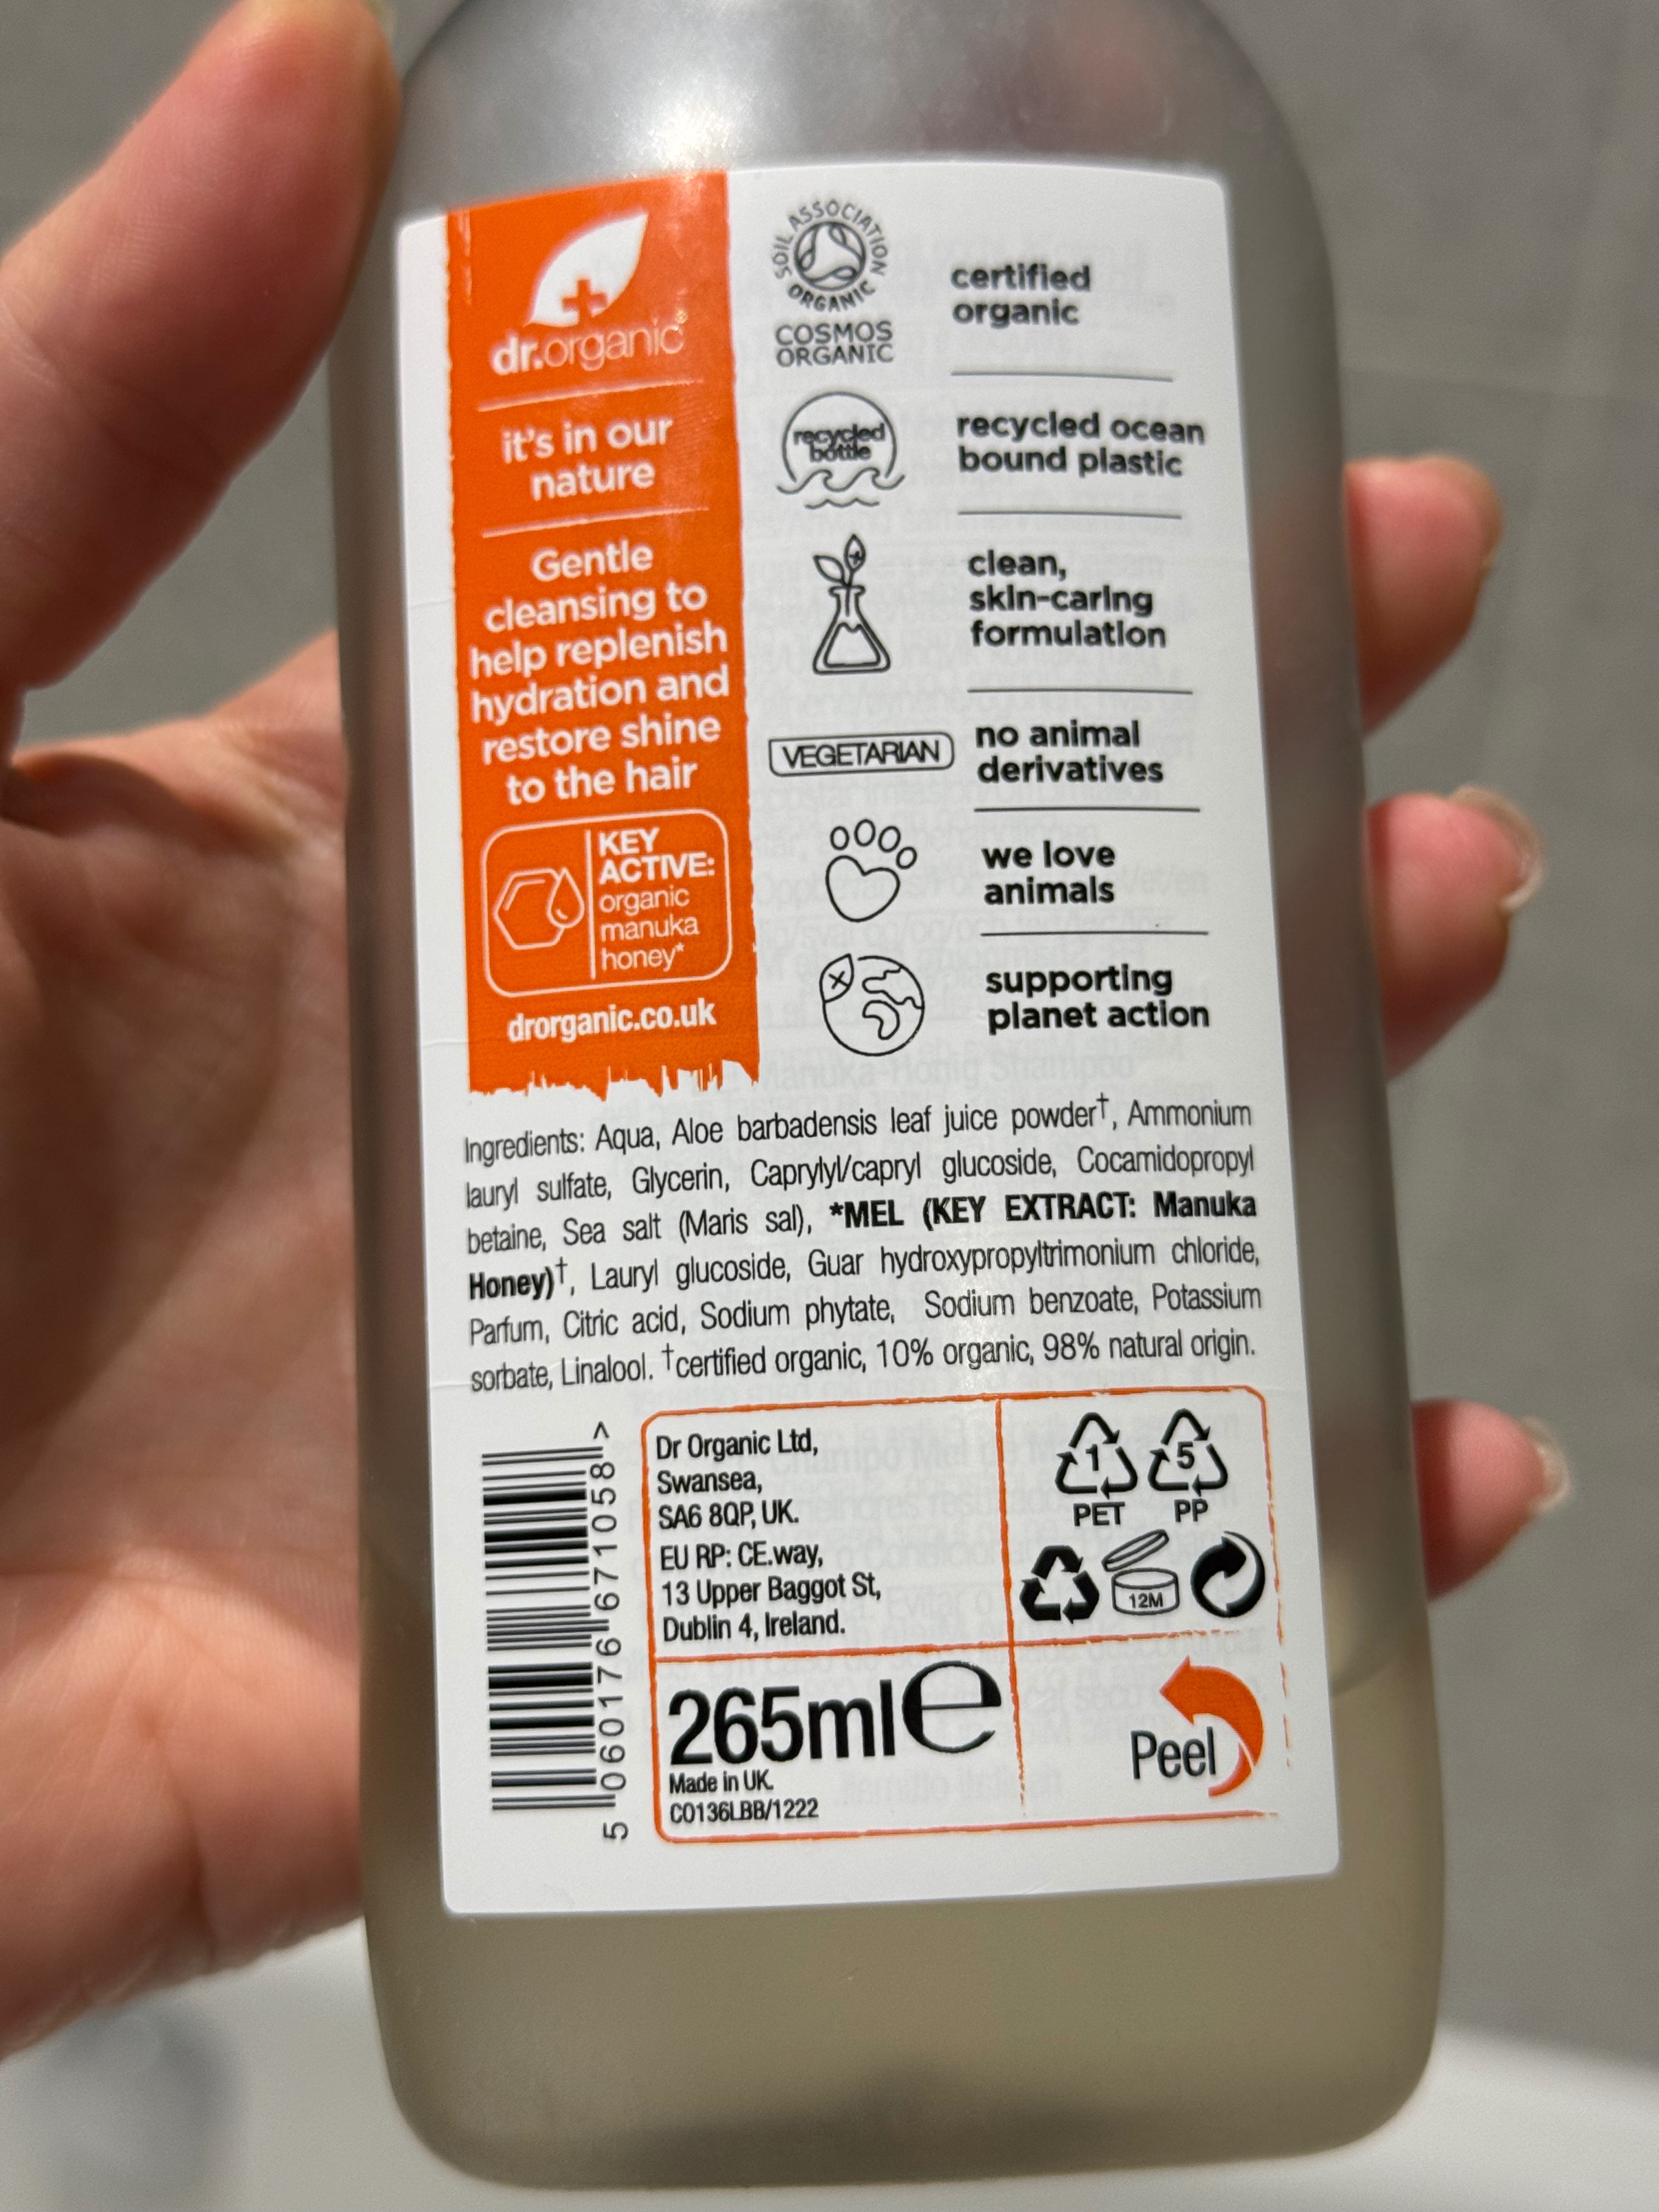 dr.organic
it's in our
nature
Gentle
cleansing to
help replenish
hydration and
restore shine
to the hair
KEY
ACTIVE:
organic
manuka
honey*
drorganic.co.uk
SOIL ASSOCIATION
ORGANIC
COSMOS
ORGANIC
certified
organic
recycled
bottle
recycled ocean
bound plastic
clean,
skin-caring
formulation
VEGETARIAN
no animal
derivatives
we love
animals
supporting
planet action
Ingredients: Aqua, Aloe barbadensis leaf juice powder†, Ammonium
lauryl sulfate, Glycerin, Caprylyl/capryl glucoside, Cocamidopropyl
betaine, Sea salt (Maris sal), *MEL (KEY EXTRACT: Manuka
Honey)†, Lauryl glucoside, Guar hydroxypropyltrimonium chloride,
Parfum, Citric acid, Sodium phytate, Sodium benzoate, Potassium
sorbate, Linalool. †certified organic, 10% organic, 98% natural origin.
5 060176 671058 >
Dr Organic Ltd,
Swansea,
SA6 8QP, UK.
EU RP: CE.way,
13 Upper Baggot St,
Dublin 4, Ireland.
1 5
PET PP
12M
265ml e
Made in UK.
CO136LBB/1222
Peel